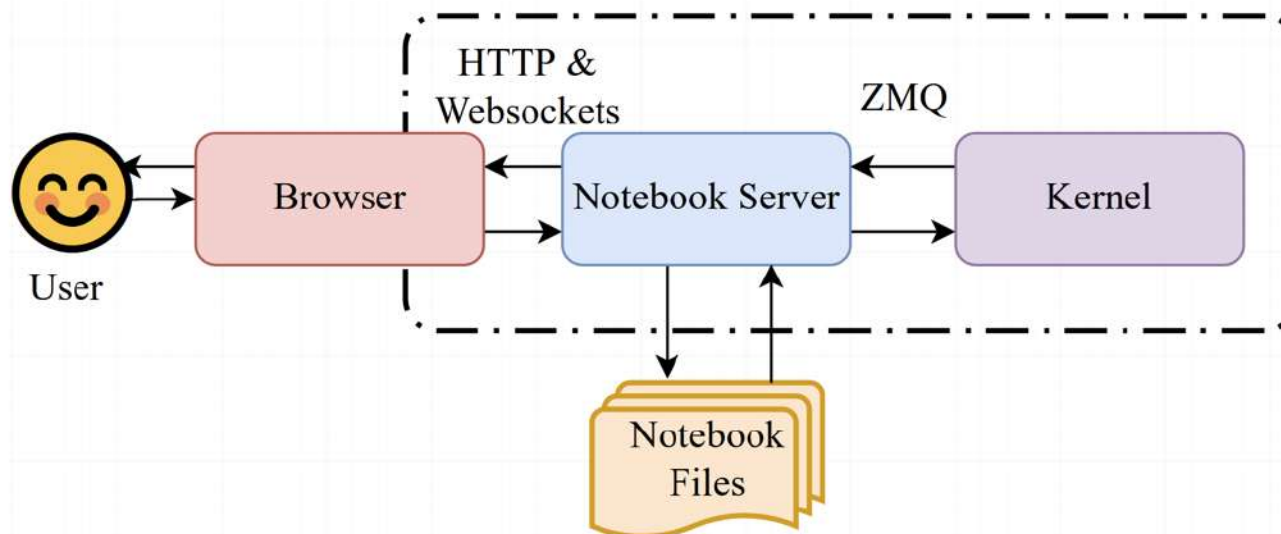 HTTP &
Websockets
ZMQ
Browser
Notebook Server
Kernel
User
Notebook
Files